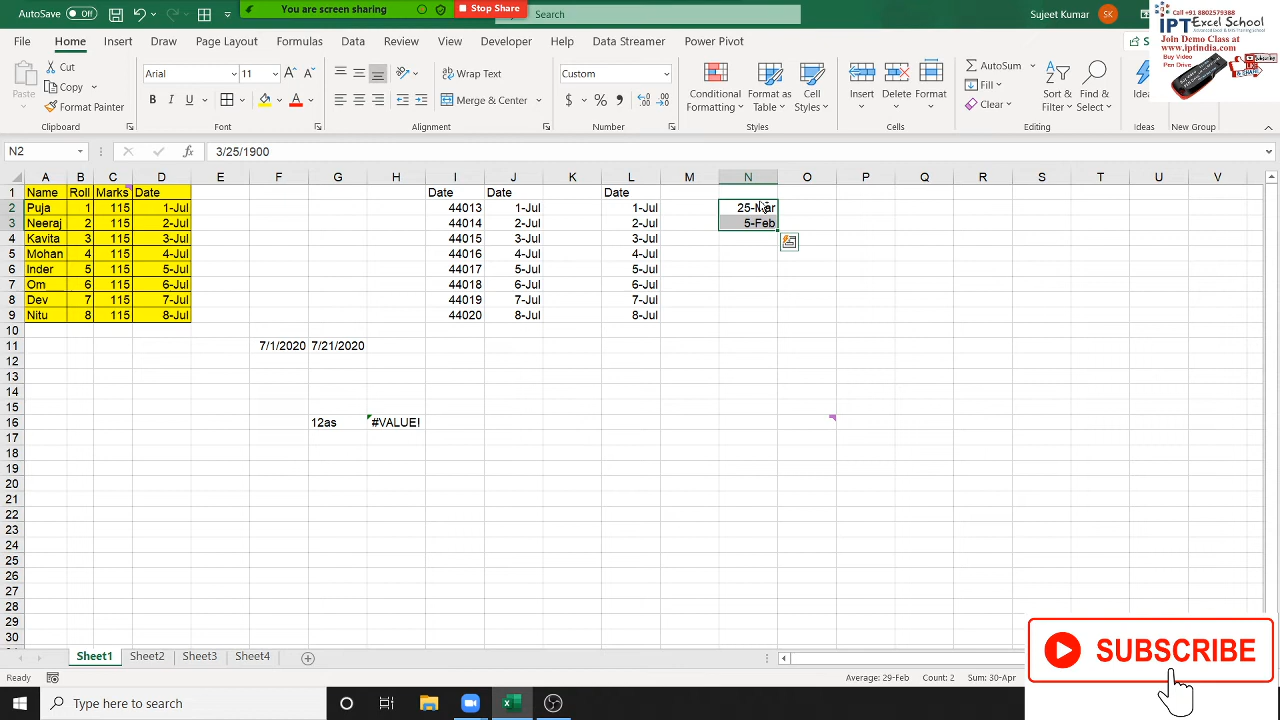 AutoSave Off
You are screen sharing
Stop Share
Search
Sujeet Kumar
SK
Call +91 8802579388
IPT Excel School
Join Demo Class at
www.iptindia.com
Buy Video
Pen Drive
File Home Insert Draw Page Layout Formulas Data Review View Developer Help Data Streamer Power Pivot
Paste
Cut
Copy
Format Painter
Clipboard
Arial 11
B I U
Font
Wrap Text
Merge & Center
Alignment
Custom
$ % ,
Number
Conditional Formatting
Format as Table
Cell Styles
Styles
Insert Delete Format
Cells
AutoSum
Fill
Clear
Sort & Filter
Find & Select
Editing
Ideas
Ideas
New Group
N2 fx 3/25/1900
A B C D E F G H I J K L M N O P Q R S T U V
1 Name Roll Marks Date Date Date Date
2 Puja 1 115 1-Jul 44013 1-Jul 1-Jul 25-Mar
3 Neeraj 2 115 2-Jul 44014 2-Jul 2-Jul 5-Feb
4 Kavita 3 115 3-Jul 44015 3-Jul 3-Jul
5 Mohan 4 115 4-Jul 44016 4-Jul 4-Jul
6 Inder 5 115 5-Jul 44017 5-Jul 5-Jul
7 Om 6 115 6-Jul 44018 6-Jul 6-Jul
8 Dev 7 115 7-Jul 44019 7-Jul 7-Jul
9 Nitu 8 115 8-Jul 44020 8-Jul 8-Jul
10
11 7/1/2020 7/21/2020
12
13
14
15
16 12as #VALUE!
17
18
19
20
21
22
23
24
25
26
27
28
29
30
Sheet1 Sheet2 Sheet3 Sheet4
SUBSCRIBE
Ready Average: 29-Feb Count: 2 Sum: 30-Apr
Type here to search